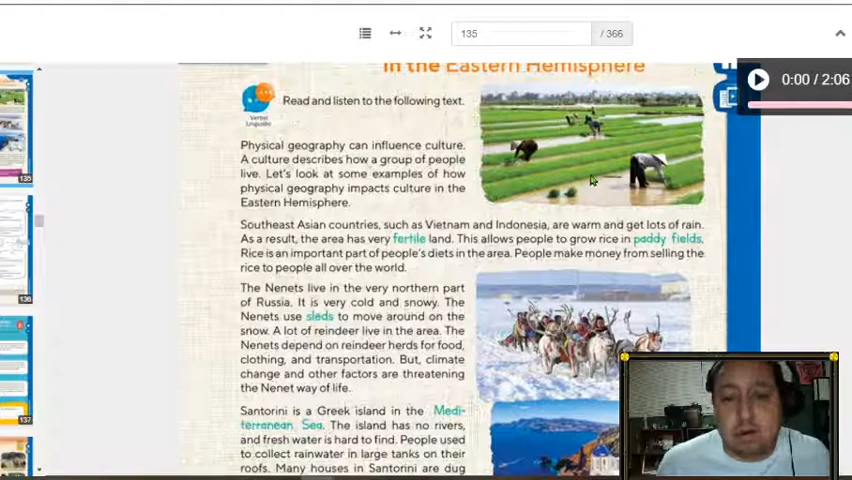 135
/ 366
in the Eastern Hemisphere
0:00 / 2:06
Read and listen to the following text.
Verbal
Linguistic
Physical geography can influence culture.
A culture describes how a group of people
live. Let's look at some examples of how
physical geography impacts culture in the
Eastern Hemisphere.
135
Southeast Asian countries, such as Vietnam and Indonesia, are warm and get lots of rain.
As a result, the area has very fertile land. This allows people to grow rice in paddy fields.
Rice is an important part of people's diets in the area. People make money from selling the
rice to people all over the world.
The Nenets live in the very northern part
of Russia. It is very cold and snowy. The
Nenets use sleds to move around on the
snow. A lot of reindeer live in the area. The
Nenets depend on reindeer herds for food,
clothing, and transportation. But, climate
change and other factors are threatening
the Nenet way of life.
136
Santorini is a Greek island in the Medi-
terranean Sea. The island has no rivers,
and fresh water is hard to find. People used
to collect rainwater in large tanks on their
roofs. Many houses in Santorini are dug
137